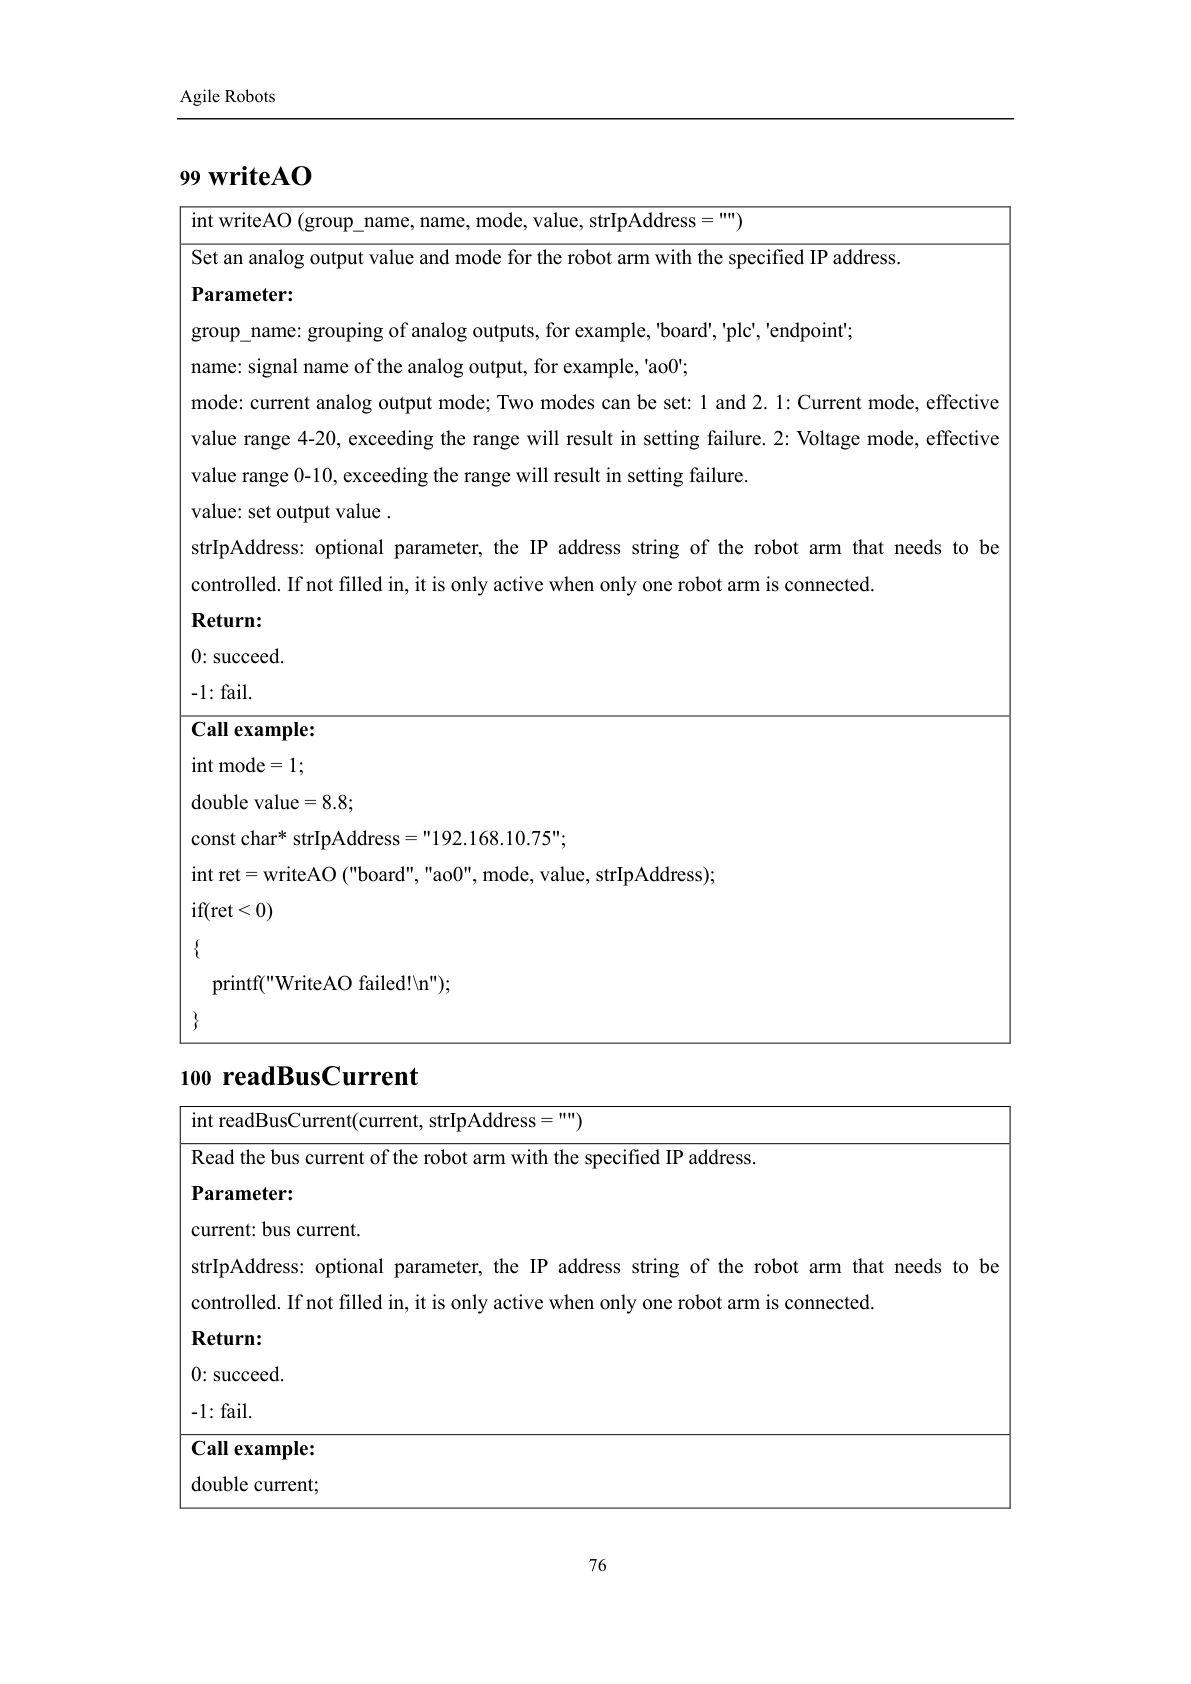 Agile Robots
99 writeAO
int writeAO (group_name, name, mode, value, strIpAddress = "")
Set an analog output value and mode for the robot arm with the specified IP address.
Parameter:
group_name: grouping of analog outputs, for example, 'board', 'plc', 'endpoint';
name: signal name of the analog output, for example, 'ao0';
mode: current analog output mode; Two modes can be set: 1 and 2. 1: Current mode, effective
value range 4-20, exceeding the range will result in setting failure. 2: Voltage mode, effective
value range 0-10, exceeding the range will result in setting failure.
value: set output value .
strIpAddress: optional parameter, the IP address string of the robot arm that needs to be
controlled. If not filled in, it is only active when only one robot arm is connected.
Return:
0: succeed.
-1: fail.
Call example:
int mode = 1;
double value = 8.8;
const char* strIpAddress = "192.168.10.75";
int ret = writeAO ("board", "ao0", mode, value, strIpAddress);
if(ret < 0)
{
printf("WriteAO failed!\n");
}
100 readBusCurrent
int readBusCurrent(current, strIpAddress = "")
Read the bus current of the robot arm with the specified IP address.
Parameter:
current: bus current.
strIpAddress: optional parameter, the IP address string of the robot arm that needs to be
controlled. If not filled in, it is only active when only one robot arm is connected.
Return:
0: succeed.
-1: fail.
Call example:
double current;
76